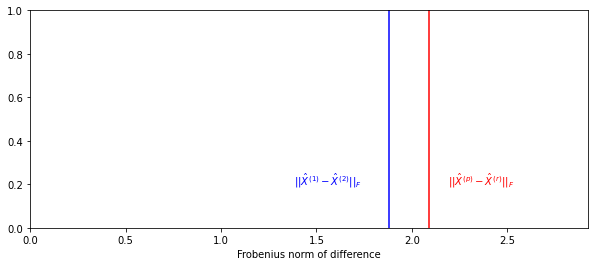 1.0
0.8
0.6
0.4
0.2
0.0
||X̂⁽¹⁾ − X̂⁽²⁾||_F
||X̂⁽ᵖ⁾ − X̂⁽ʳ⁾||_F
0.0 0.5 1.0 1.5 2.0 2.5
Frobenius norm of difference